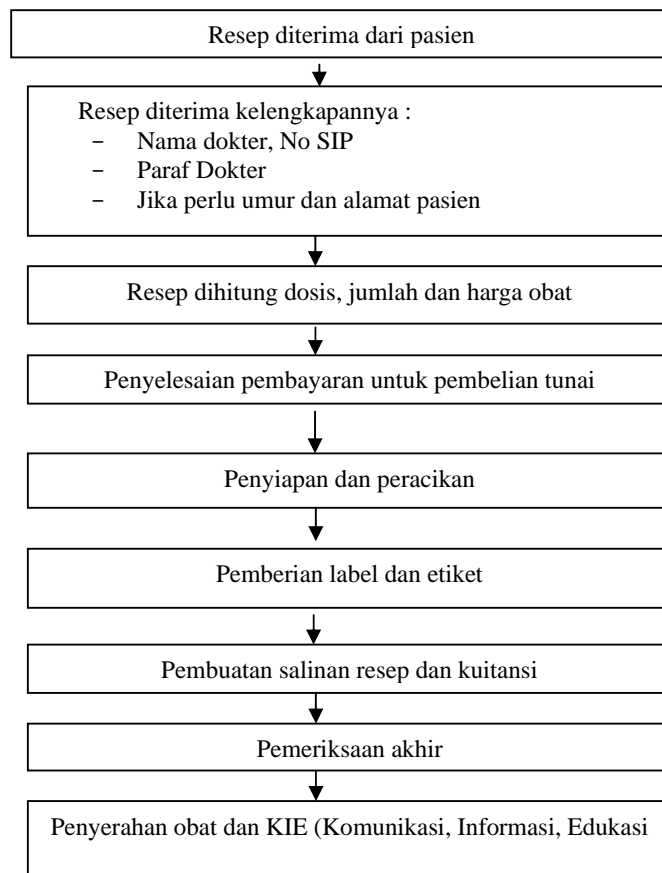 Resep diterima dari pasien
Resep diterima kelengkapannya :
− Nama dokter, No SIP
− Paraf Dokter
− Jika perlu umur dan alamat pasien
Resep dihitung dosis, jumlah dan harga obat
Penyelesaian pembayaran untuk pembelian tunai
Penyiapan dan peracikan
Pemberian label dan etiket
Pembuatan salinan resep dan kuitansi
Pemeriksaan akhir
Penyerahan obat dan KIE (Komunikasi, Informasi, Edukasi